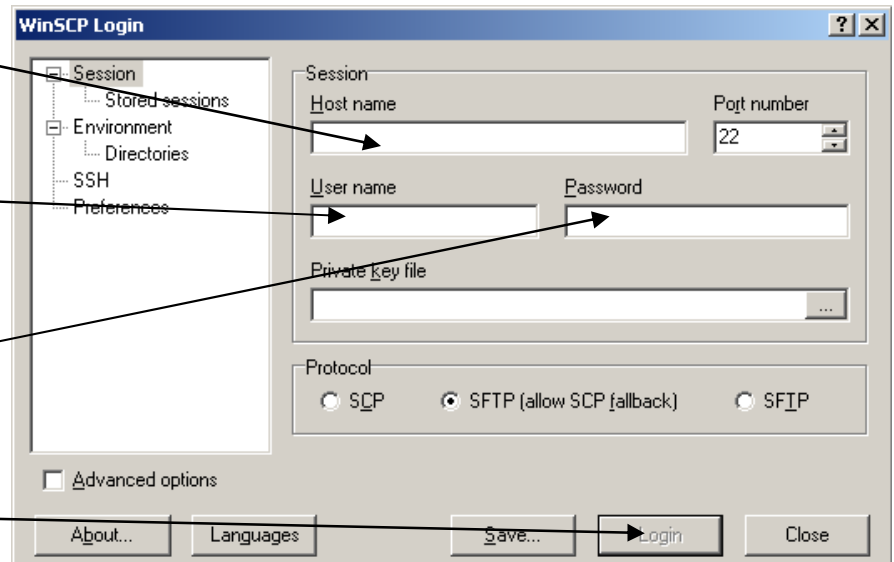 WinSCP Login
Session
Stored sessions
Environment
Directories
SSH
Preferences
Session
Host name
Port number
22
User name
Password
Private key file
...
Protocol
SCP
SFTP (allow SCP fallback)
SFTP
Advanced options
About...
Languages
Save...
Login
Close